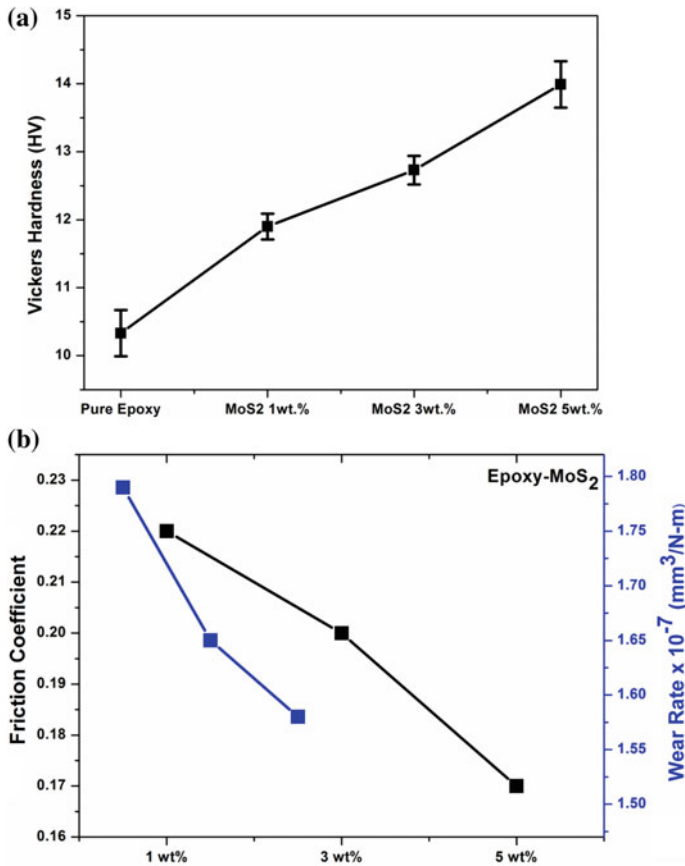 (a)
15
14
13
12
11
10
Vickers Hardness (HV)
Pure Epoxy
MoS2 1wt.%
MoS2 3wt.%
MoS2 5wt.%
(b)
Epoxy-MoS₂
0.23
0.22
0.21
0.20
0.19
0.18
0.17
0.16
Friction Coefficient
1.80
1.75
1.70
1.65
1.60
1.55
1.50
Wear Rate x 10⁻⁷ (mm³/N-m)
1 wt%
3 wt%
5 wt%